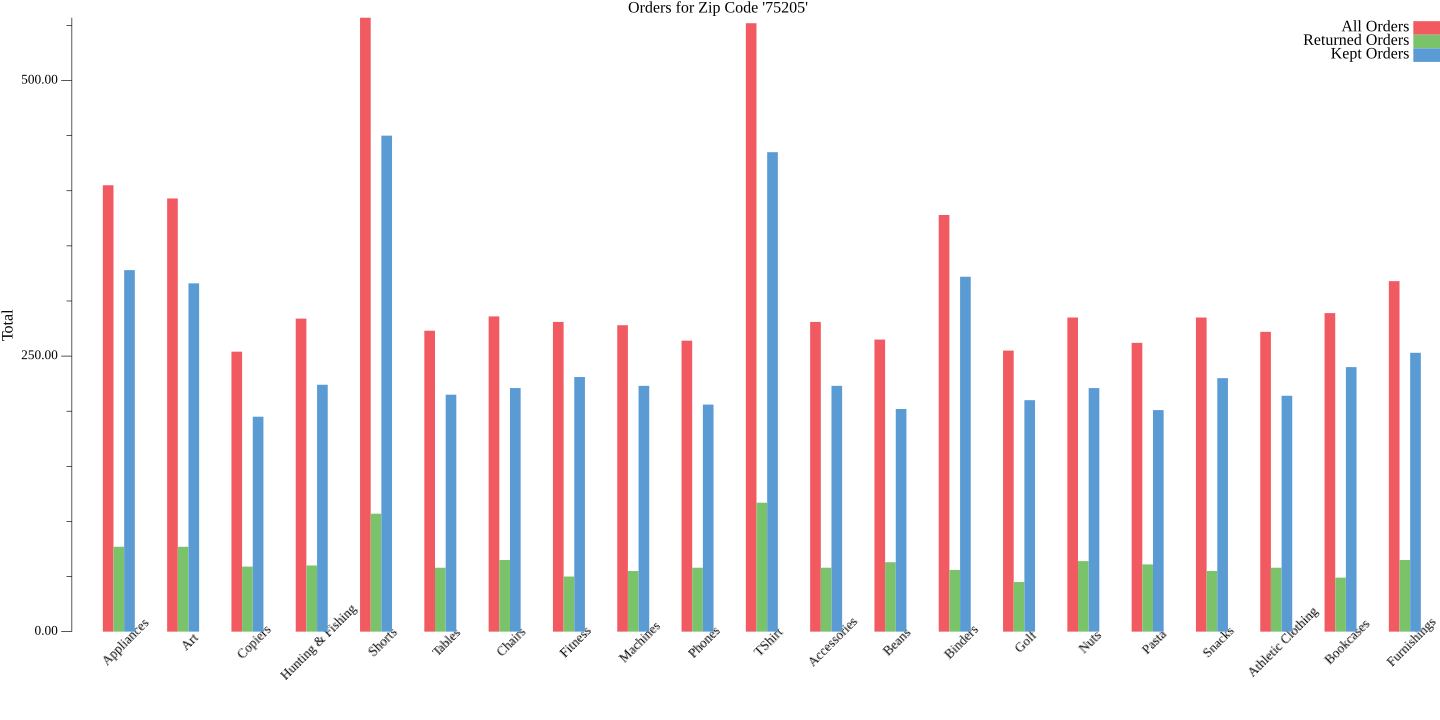 Orders for Zip Code '75205'
All Orders
Returned Orders
Kept Orders
Total
500.00
250.00
0.00
Appliances
Art
Copiers
Hunting & Fishing
Shorts
Tables
Chairs
Fitness
Machines
Phones
TShirt
Accessories
Beans
Binders
Golf
Nuts
Pasta
Snacks
Athletic Clothing
Bookcases
Furnishings